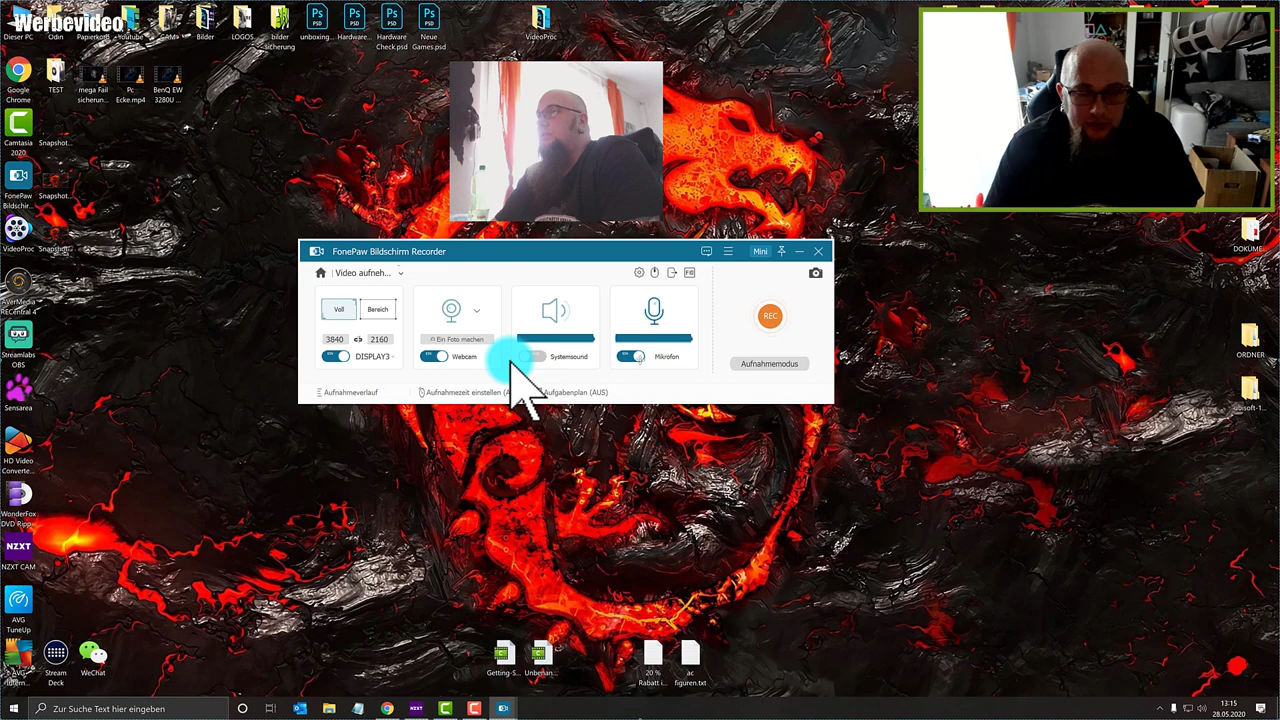 Werbevideo
Dieser PC
Odin
Papierkorb
Youtube
CAM
Bilder
LOGOS
bilder
sicherung
unboxing...
Hardware...
Hardware
Check.psd
Neue
Games.psd
VideoProc
Google
Chrome
TEST
mega Fail
sicherun...
Pc
Ecke.mp4
BenQ EW
3280U ...
Camtasia
2020
Snapshot...
FonePaw
Bildschir...
Snapshot...
VideoProc
Snapshot...
AVerMedia
RECentral 4
Streamlabs
OBS
Sensarea
HD Video
Converte...
WonderFox
DVD Ripp...
NZXT
NZXT CAM
AVG
TuneUp
Stream
Deck
WeChat
FonePaw Bildschirm Recorder
Mini
Video aufneh...
Voll
Bereich
3840
2160
DISPLAY3
Ein Foto machen
Webcam
Systemsound
Mikrofon
REC
Aufnahmemodus
Aufnahmeverlauf
Aufnahmezeit einstellen
Aufgabenplan (AUS)
ORDNER
Getting-S...
Unbenan...
20 %
Rabatt i...
ac
figuren.txt
Zur Suche Text hier eingeben
NZXT
13:15
28.05.2020